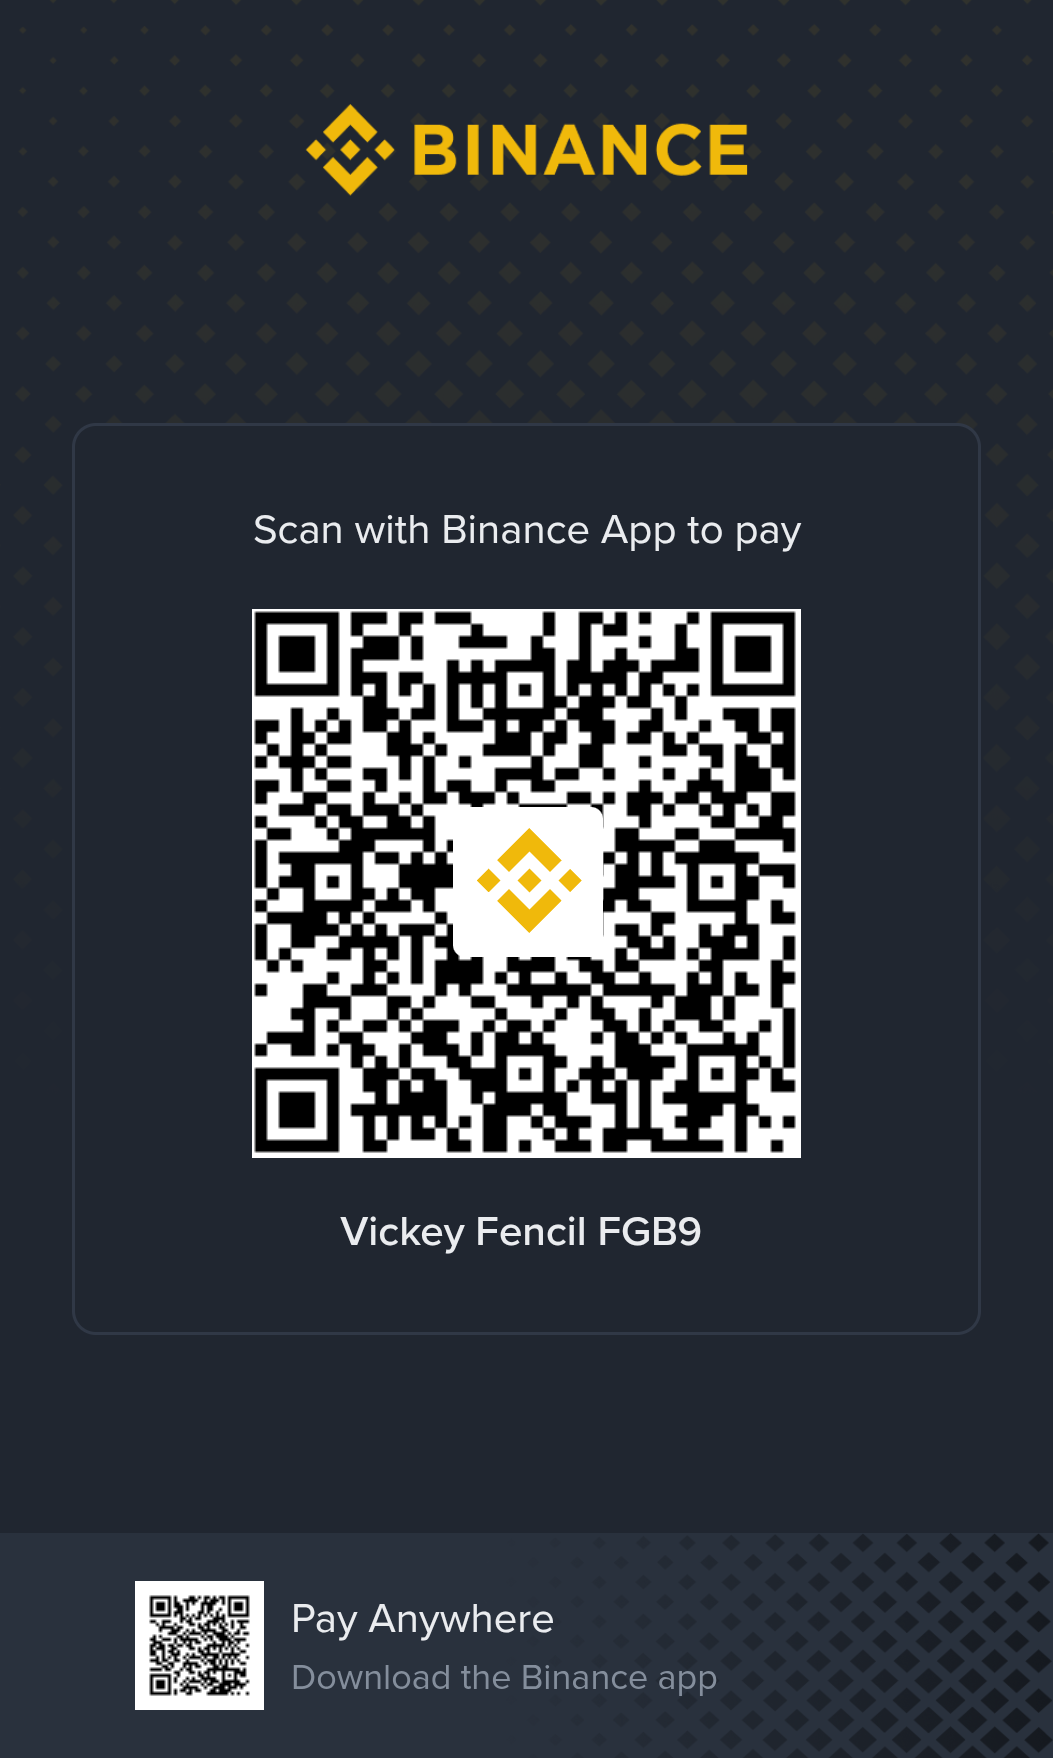 BINANCE
Scan with Binance App to pay
Vickey Fencil FGB9
Pay Anywhere
Download the Binance app